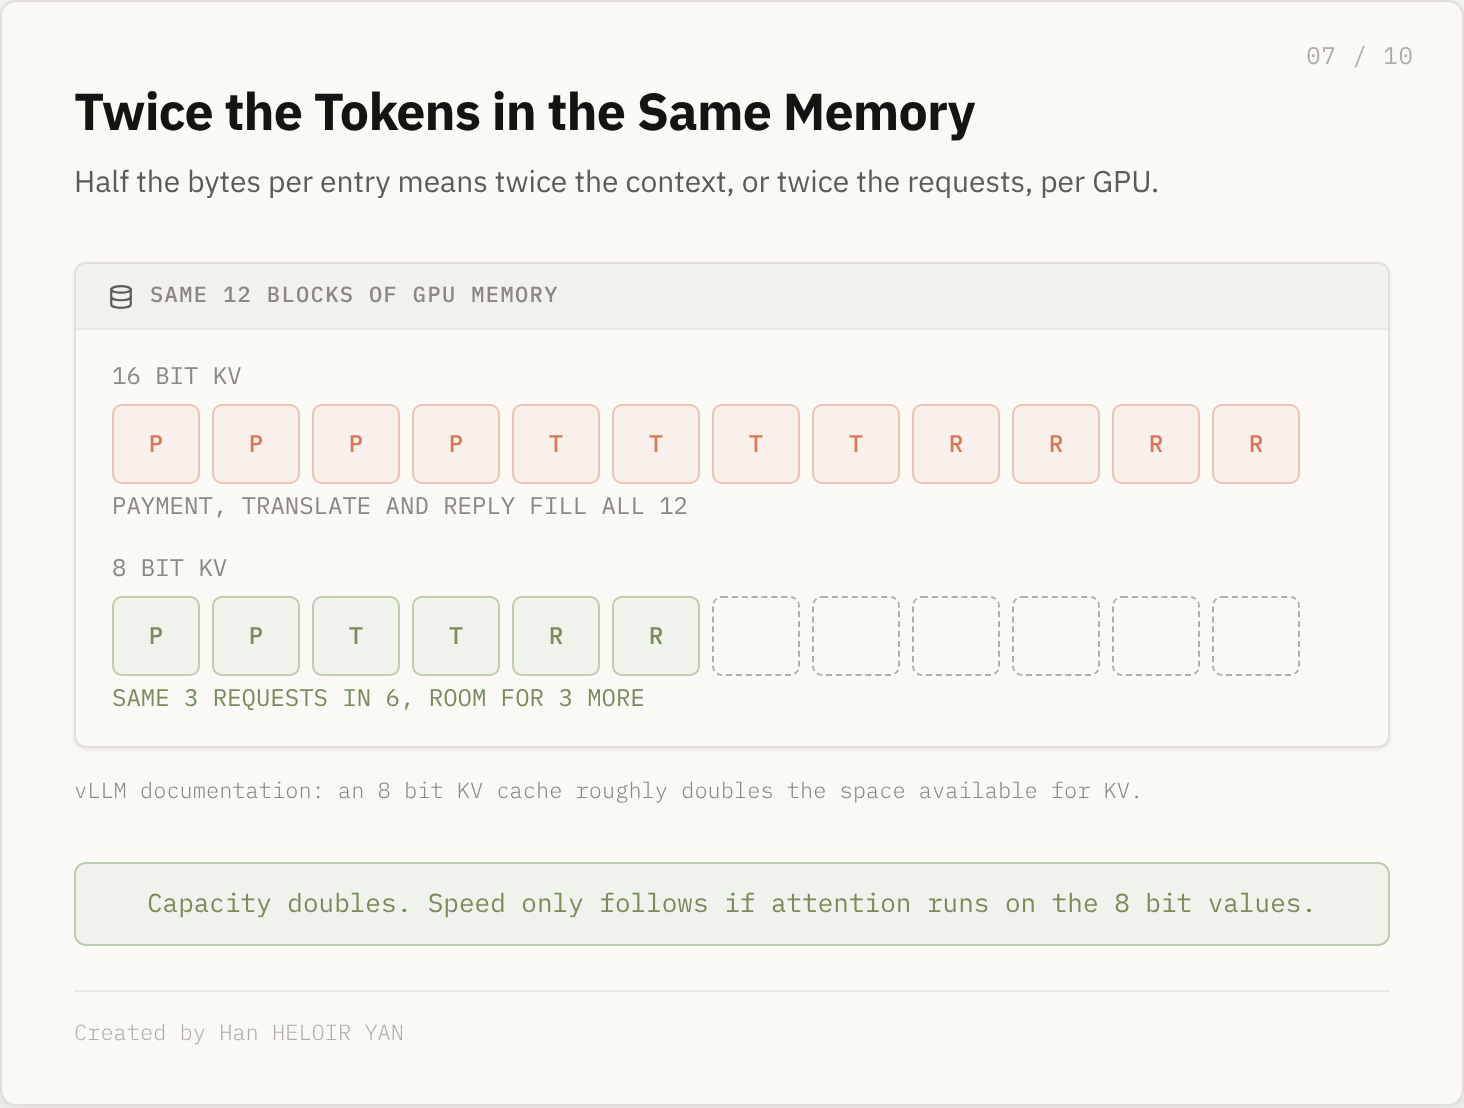 07 / 10
Twice the Tokens in the Same Memory
Half the bytes per entry means twice the context, or twice the requests, per GPU.
SAME 12 BLOCKS OF GPU MEMORY
16 BIT KV
P P P P T T T T R R R R
PAYMENT, TRANSLATE AND REPLY FILL ALL 12
8 BIT KV
P P T T R R
SAME 3 REQUESTS IN 6, ROOM FOR 3 MORE
vLLM documentation: an 8 bit KV cache roughly doubles the space available for KV.
Capacity doubles. Speed only follows if attention runs on the 8 bit values.
Created by Han HELOIR YAN